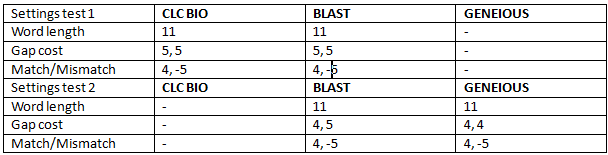 Settings test 1 CLC BIO BLAST GENEIOUS
Word length 11 11 -
Gap cost 5, 5 5, 5 -
Match/Mismatch 4, -5 4, -5 -
Settings test 2 CLC BIO BLAST GENEIOUS
Word length - 11 11
Gap cost - 4, 5 4, 4
Match/Mismatch - 4, -5 4, -5